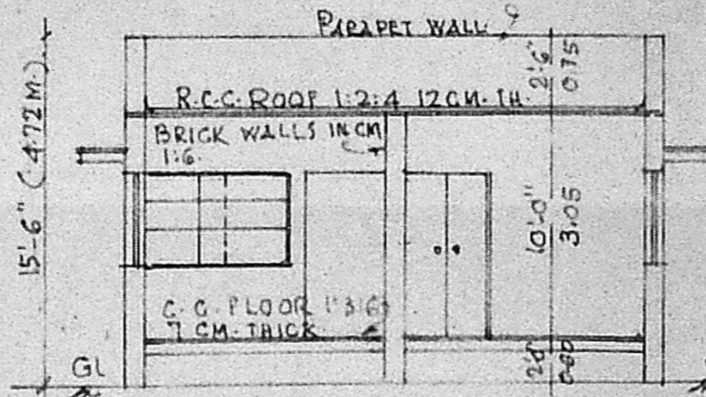 PARAPET WALL
2'-6"
0.75
R.C.C. ROOF 1:2:4 12CM. TH.
BRICK WALLS IN CM
1:6.
15'-6" (4.72 M.)
10'-0"
3.05
C.C. FLOOR 1:3:6
7 CM. THICK
GL
2'0
0.60